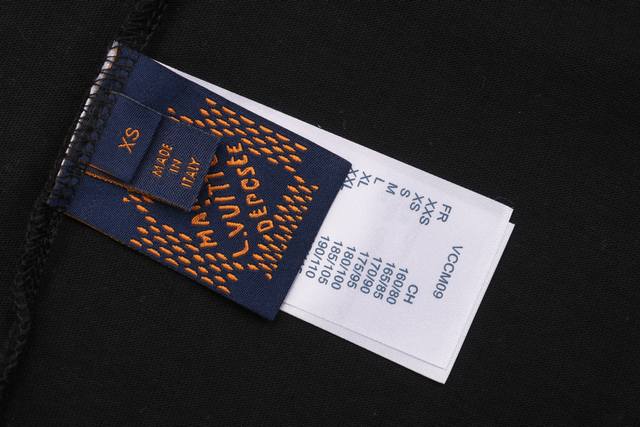 XS
MADE
IN
ITALY
L VUITT
DEPOSEE
VCCM09
FR CH
XXS 160/80
XS 165/85
S 170/90
M 175/95
L 180/100
XL 185/105
XXL 190/110